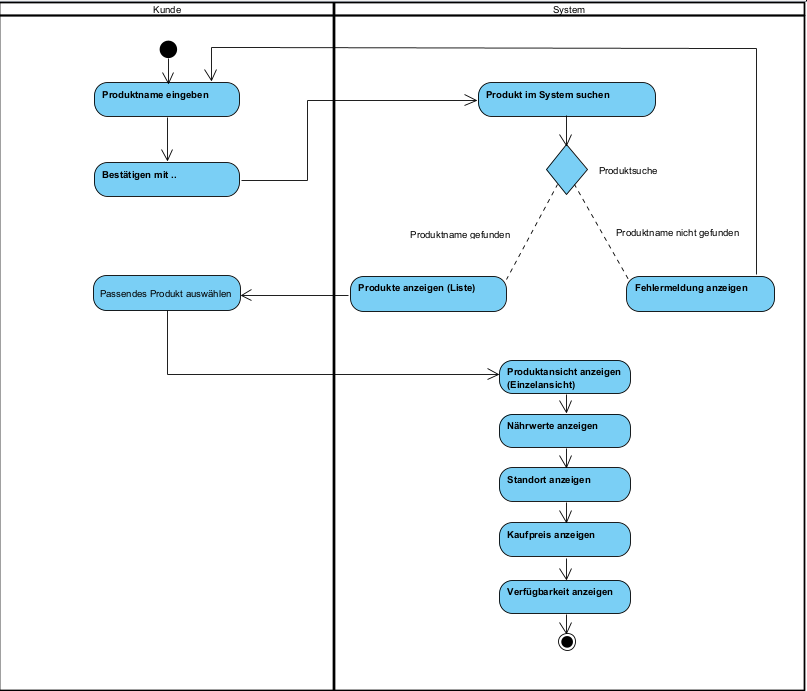 Kunde
System
Produktname eingeben
Produkt im System suchen
Bestätigen mit ..
Produktsuche
Produktname gefunden
Produktname nicht gefunden
Passendes Produkt auswählen
Produkte anzeigen (Liste)
Fehlermeldung anzeigen
Produktansicht anzeigen
(Einzelansicht)
Nährwerte anzeigen
Standort anzeigen
Kaufpreis anzeigen
Verfügbarkeit anzeigen